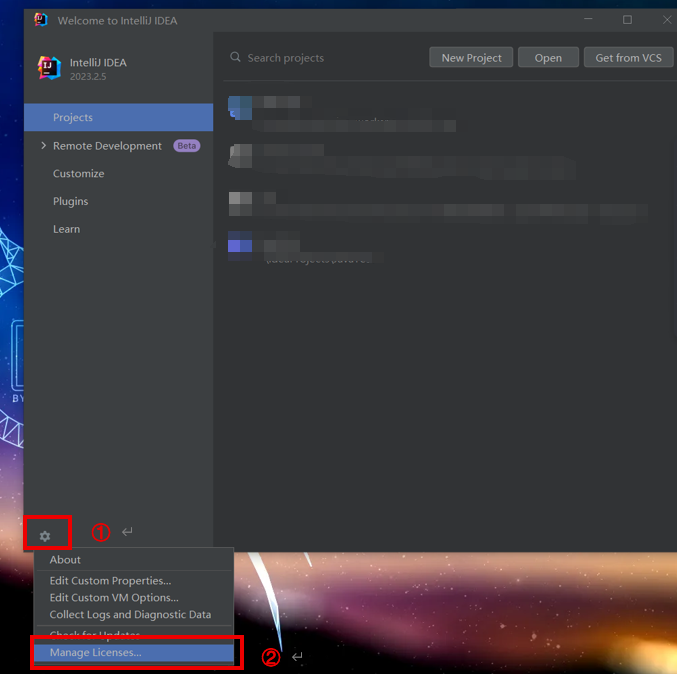 Welcome to IntelliJ IDEA
IntelliJ IDEA
2023.2.5
Search projects
New Project
Open
Get from VCS
Projects
Remote Development Beta
Customize
Plugins
Learn
BY
①
About
Edit Custom Properties...
Edit Custom VM Options...
Collect Logs and Diagnostic Data
Check for Updates
Manage Licenses...
②